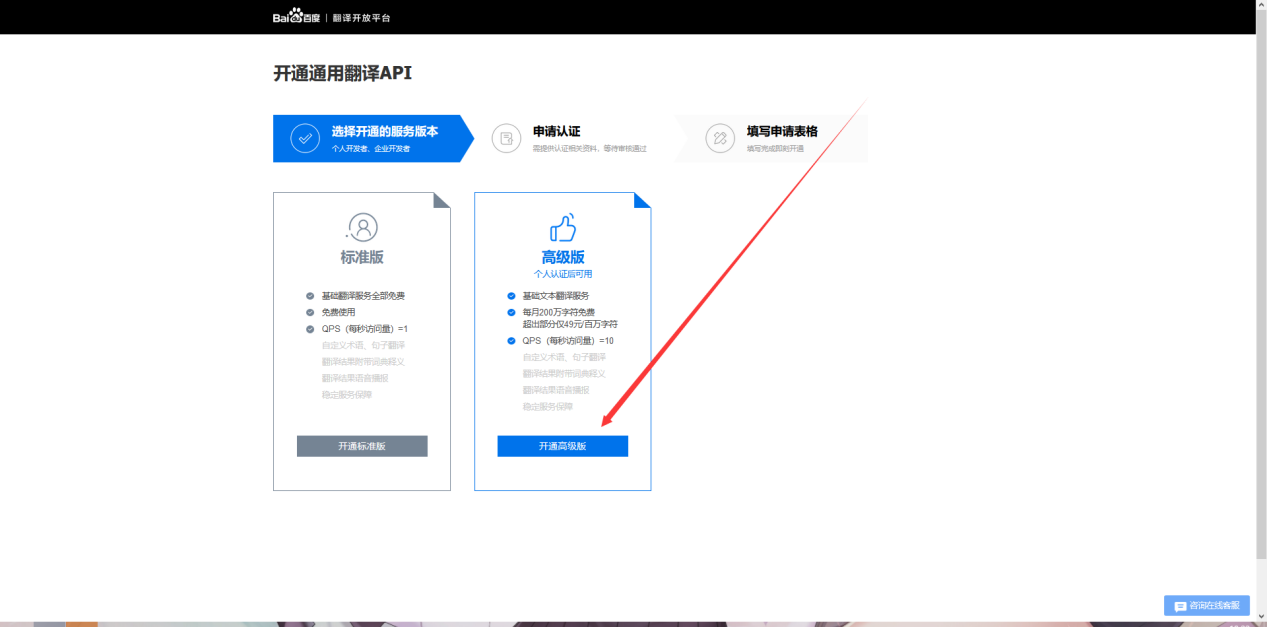 Bai百度 | 翻译开放平台
开通通用翻译API
选择开通的服务版本
个人开发者、企业开发者
申请认证
需提供认证相关资料，等待审核通过
填写申请表格
填写完成即刻开通
标准版
基础翻译服务全部免费
免费使用
QPS（每秒访问量）=1
自定义术语、句子翻译
翻译结果附带词典释义
翻译结果语音播报
稳定服务保障
开通标准版
高级版
个人认证后可用
基础文本翻译服务
每月200万字符免费
超出部分仅49元/百万字符
QPS（每秒访问量）=10
自定义术语、句子翻译
翻译结果附带词典释义
翻译结果语音播报
稳定服务保障
开通高级版
咨询在线客服